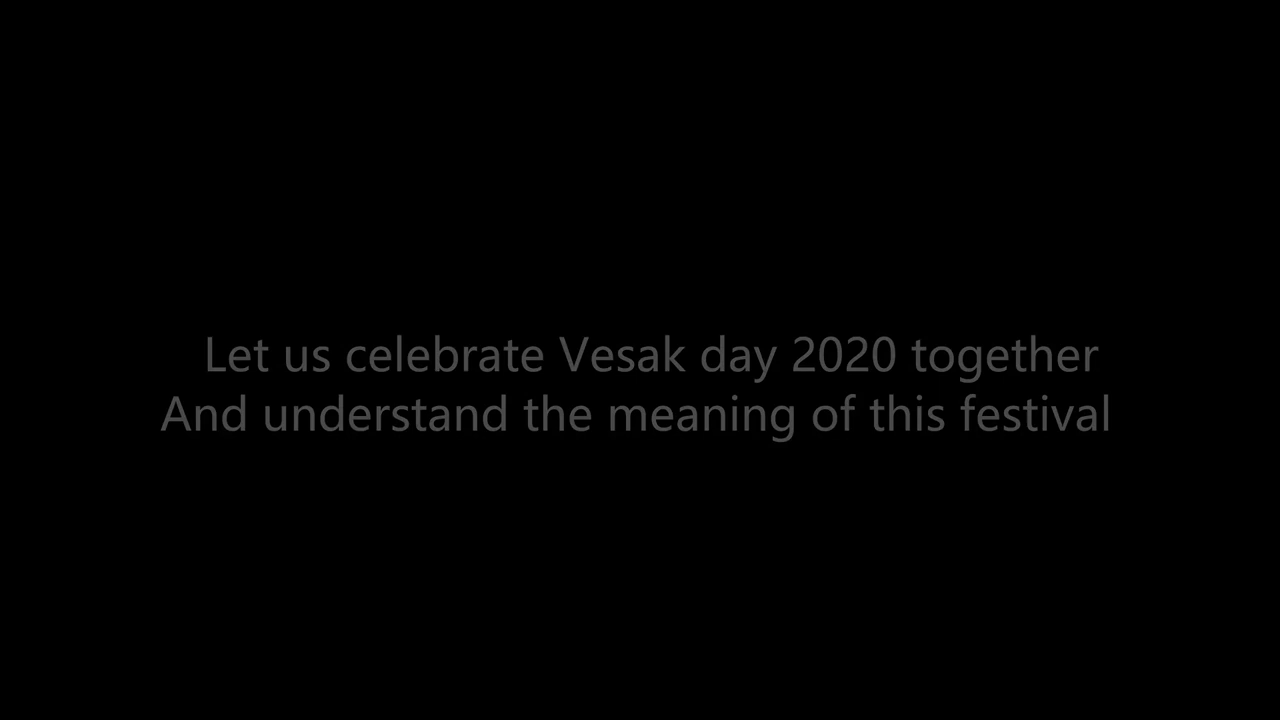 Let us celebrate Vesak day 2020 together
And understand the meaning of this festival